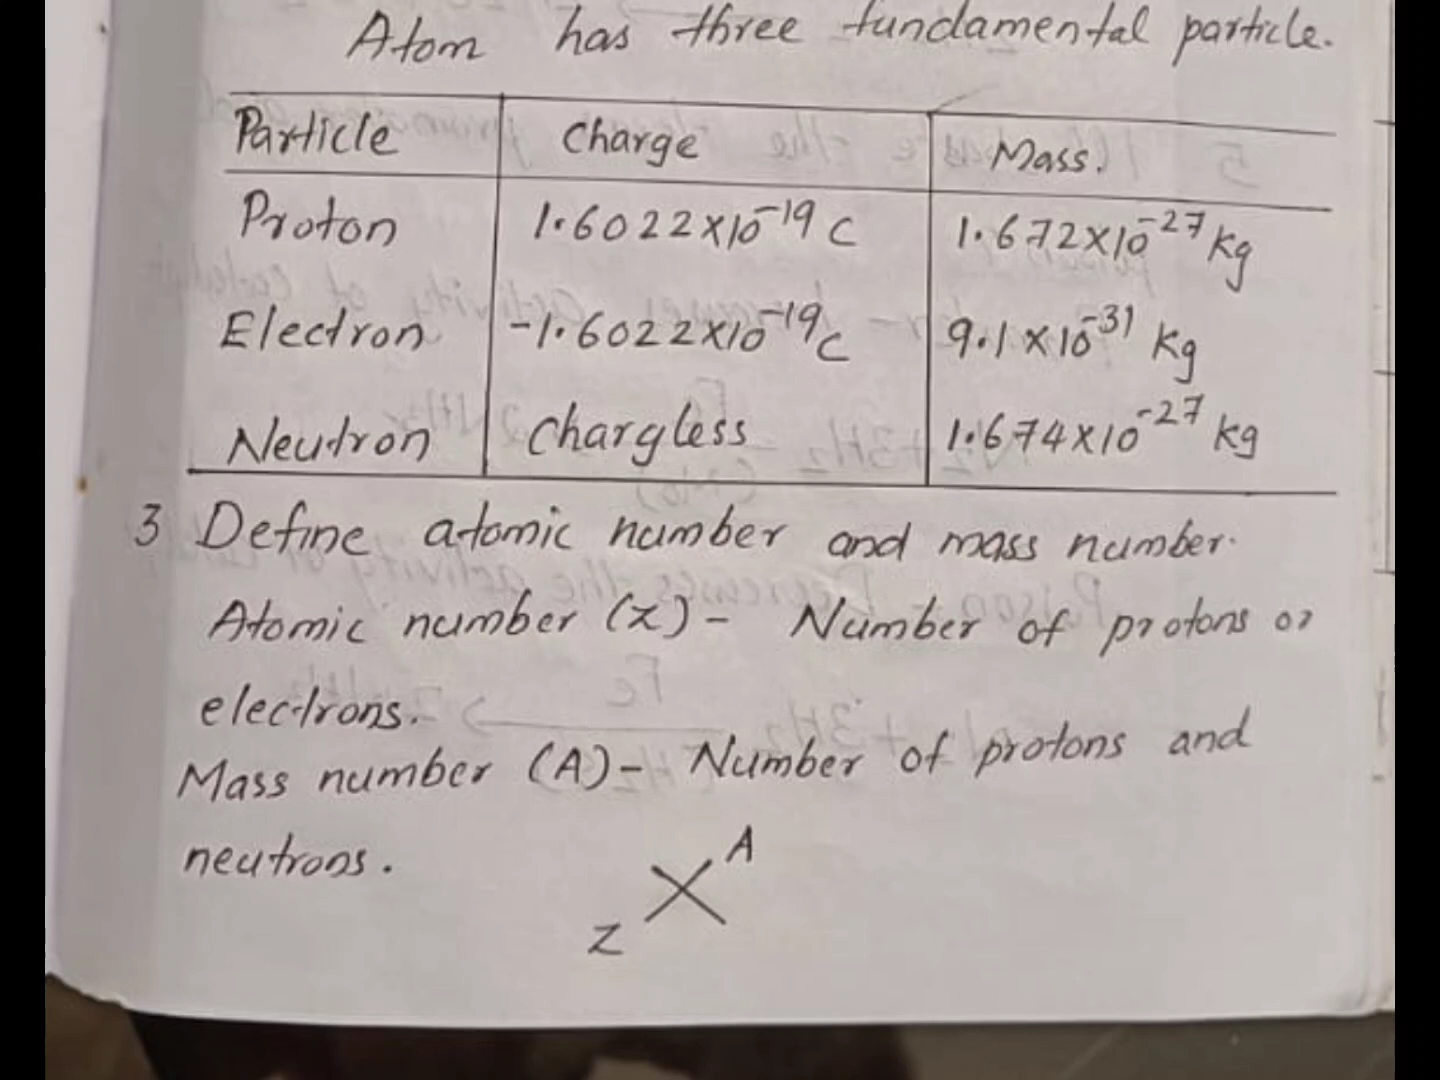 Atom has three fundamental particle.
Particle Charge Mass.
Proton 1.6022×10⁻¹⁹ C 1.672×10⁻²⁷ kg
Electron -1.6022×10⁻¹⁹ C 9.1×10⁻³¹ kg
Neutron Chargless 1.674×10⁻²⁷ kg
3 Define atomic number and mass number.
Atomic number (z) - Number of protons or
electrons.
Mass number (A) - Number of protons and
neutrons.
X A
Z